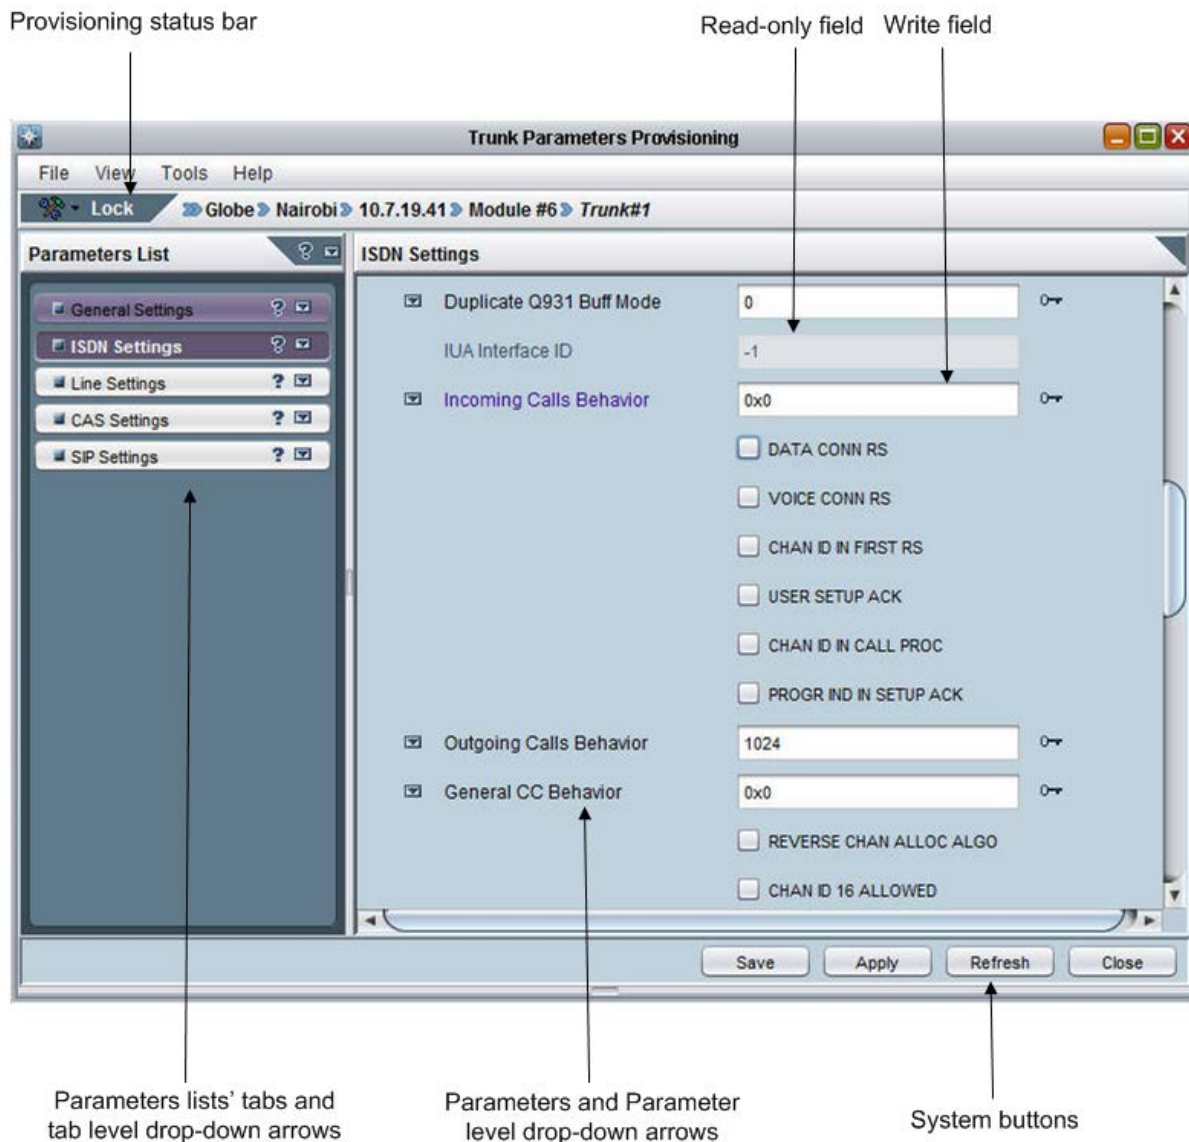 Provisioning status bar
Read-only field
Write field
Trunk Parameters Provisioning
File View Tools Help
Lock Globe Nairobi 10.7.19.41 Module #6 Trunk#1
Parameters List
General Settings ?
ISDN Settings ?
Line Settings ?
CAS Settings ?
SIP Settings ?
ISDN Settings
Duplicate Q931 Buff Mode 0
IUA Interface ID -1
Incoming Calls Behavior 0x0
DATA CONN RS
VOICE CONN RS
CHAN ID IN FIRST RS
USER SETUP ACK
CHAN ID IN CALL PROC
PROGR IND IN SETUP ACK
Outgoing Calls Behavior 1024
General CC Behavior 0x0
REVERSE CHAN ALLOC ALGO
CHAN ID 16 ALLOWED
Save Apply Refresh Close
Parameters lists' tabs and
tab level drop-down arrows
Parameters and Parameter
level drop-down arrows
System buttons